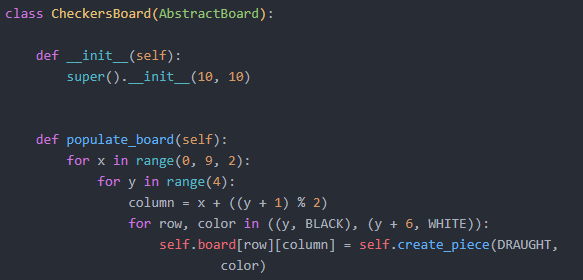 class CheckersBoard(AbstractBoard):
def __init__(self):
super().__init__(10, 10)
def populate_board(self):
for x in range(0, 9, 2):
for y in range(4):
column = x + ((y + 1) % 2)
for row, color in ((y, BLACK), (y + 6, WHITE)):
self.board[row][column] = self.create_piece(DRAUGHT,
color)